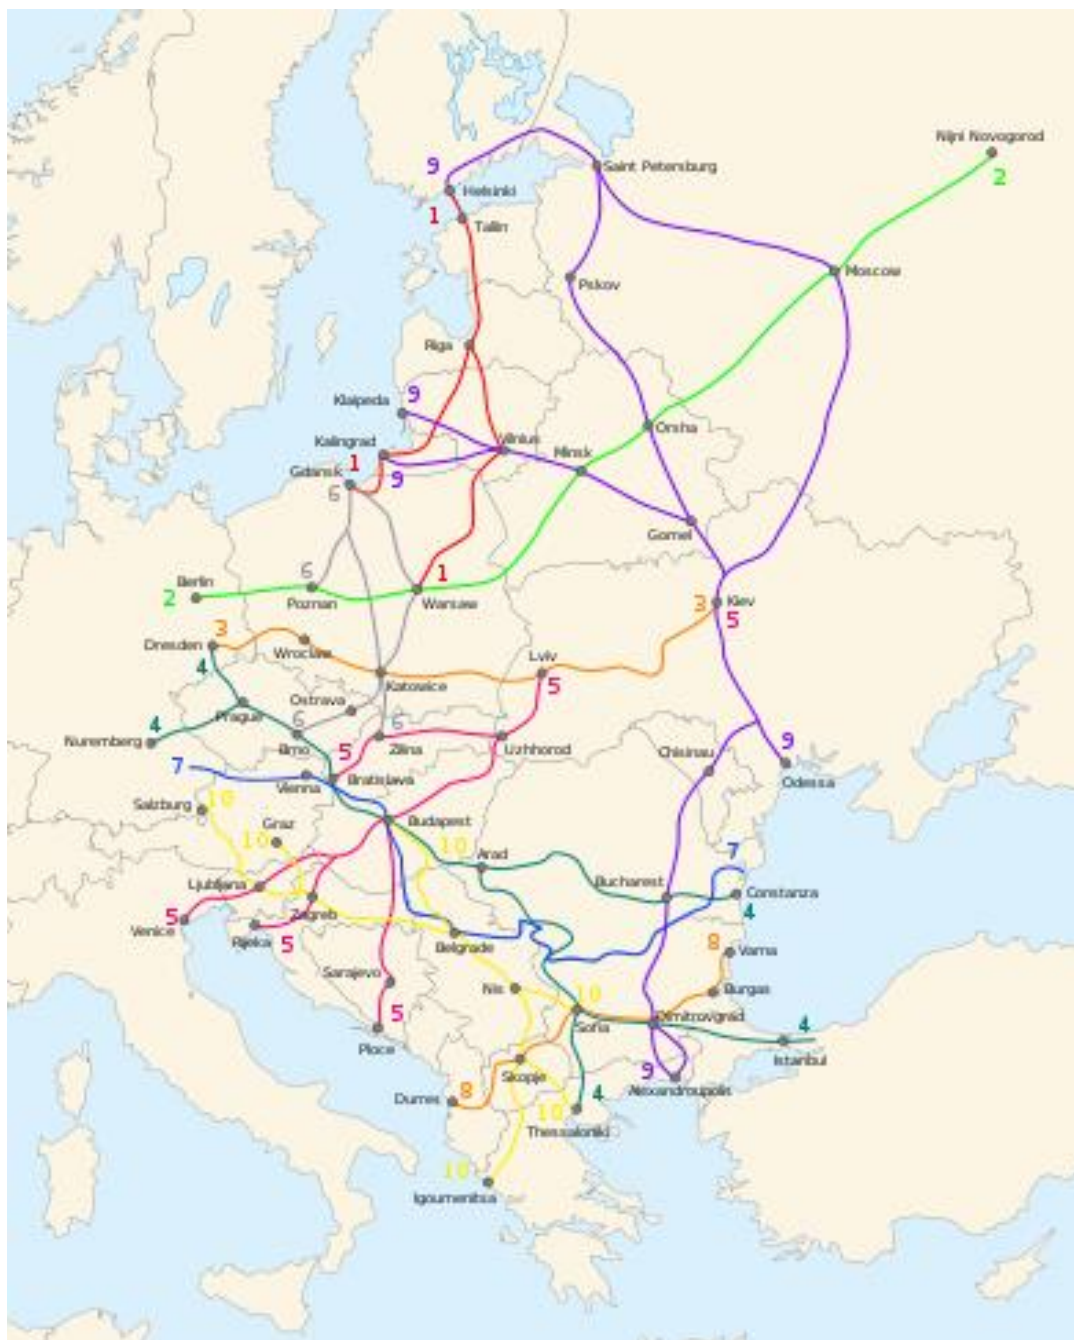 Nijni Novogorod
2
9
Saint Petersburg
Helsinki
1
Tallin
Moscow
Pskov
Riga
Klaipeda
9
Orsha
Kalingrad
Vilnius
Minsk
Gdansk
1
9
6
Gomel
Berlin
6
1
2
Poznan
Warsaw
3
Kiev
5
Dresden
3
Wroclaw
Lviv
4
Katowice
5
Ostrava
Prague
4
6
6
Nuremberg
Brno
5
Zilina
Uzhhorod
Chisinau
9
7
Vienna
Bratislava
Odessa
Salzburg
10
Graz
Budapest
10
10
Arad
7
Ljubljana
Bucharest
Constanza
Zagreb
4
5
Venice
Rijeka
5
Belgrade
8
Varna
Sarajevo
Nis
10
Burgas
5
Sofia
Dimitrovgrad
4
Ploce
Istanbul
Skopje
9
Durres
8
4
Alexandroupolis
10
Thessaloniki
10
Igoumenitsa